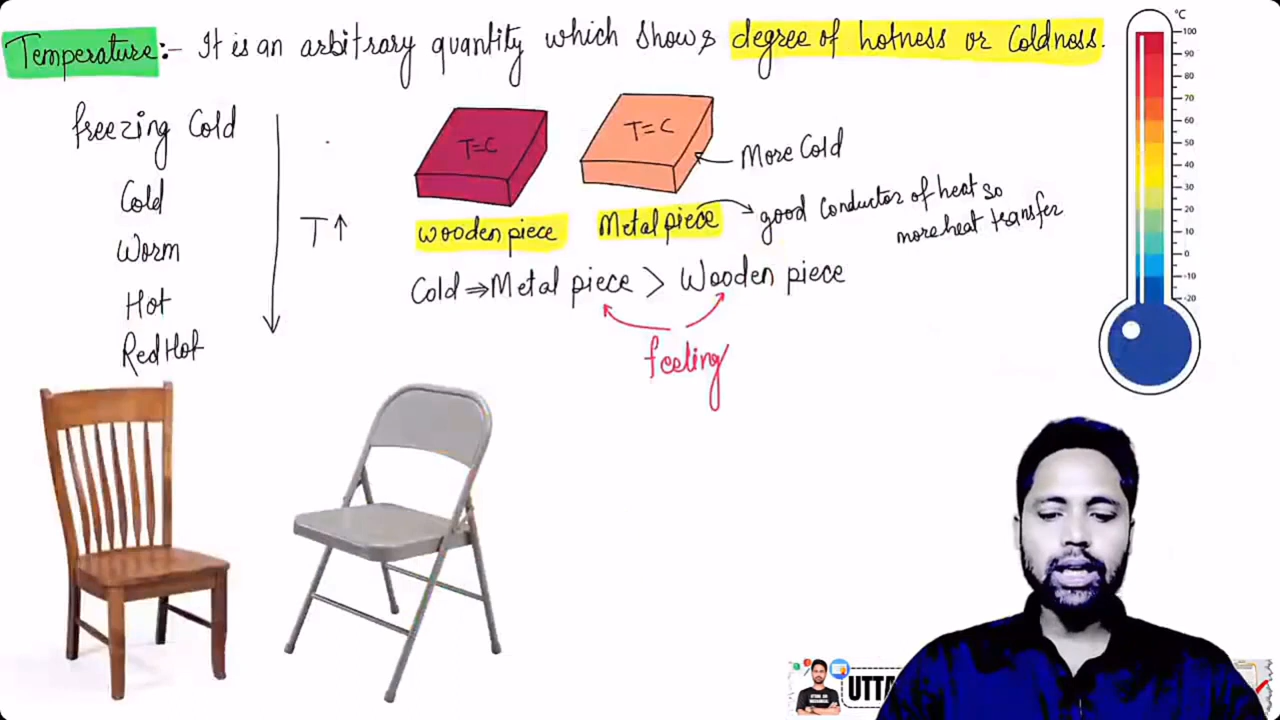 Temperature :- It is an arbitrary quantity which shows degree of hotness or Coldness.
freezing Cold
Cold
Worm
Hot
Red Hot
T↑
T=C
T=C
More Cold
wooden piece
Metal piece
good Conductor of heat so
more heat transfer
Cold ⇒ Metal piece > Wooden piece
feeling
°C
100
90
80
70
60
50
40
30
20
10
0
-10
-20